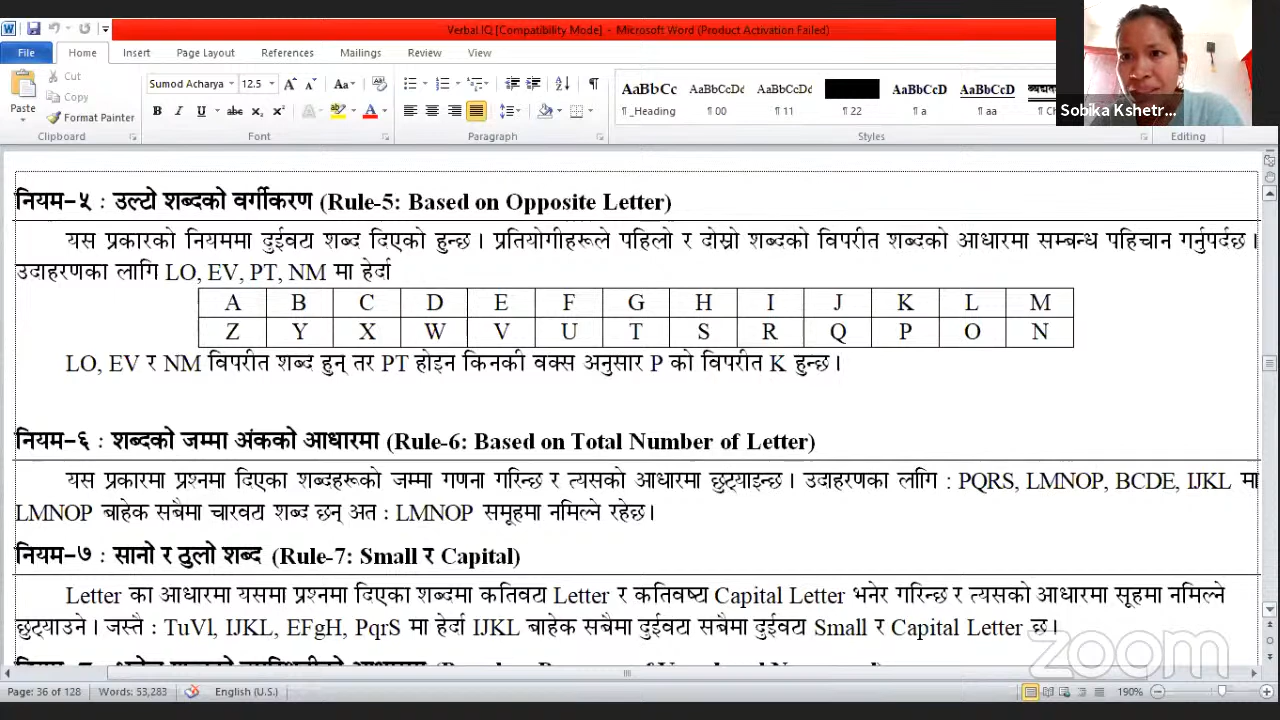 Verbal IQ [Compatibility Mode] - Microsoft Word (Product Activation Failed)
File Home Insert Page Layout References Mailings Review View
Cut
Copy
Paste Format Painter
Sumod Acharya 12.5
AaBbCc AaBbCcDc AaBbCcDc AaBbCcD AaBbCcD
¶ _Heading ¶ 00 ¶ 11 ¶ 22 ¶ a ¶ aa
Clipboard Font Paragraph Styles Editing
Sobika Kshetr...
नियम-५ : उल्टो शब्दको वर्गीकरण (Rule-5: Based on Opposite Letter)
यस प्रकारको नियममा दुईवटा शब्द दिएको हुन्छ। प्रतियोगीहरूले पहिलो र दोस्रो शब्दको विपरीत शब्दको आधारमा सम्बन्ध पहिचान गर्नुपर्दछ।
उदाहरणका लागि LO, EV, PT, NM मा हेर्दा
A B C D E F G H I J K L M
Z Y X W V U T S R Q P O N
LO, EV र NM विपरीत शब्द हुन् तर PT होइन किनकी वक्स अनुसार P को विपरीत K हुन्छ।
नियम-६ : शब्दको जम्मा अंकको आधारमा (Rule-6: Based on Total Number of Letter)
यस प्रकारमा प्रश्नमा दिएका शब्दहरूको जम्मा गणना गरिन्छ र त्यसको आधारमा छुट्याइन्छ। उदाहरणका लागि : PQRS, LMNOP, BCDE, IJKL मा
LMNOP बाहेक सबैमा चारवटा शब्द छन् अत : LMNOP समूहमा नमिल्ने रहेछ।
नियम-७ : सानो र ठुलो शब्द (Rule-7: Small र Capital)
Letter का आधारमा यसमा प्रश्नमा दिएका शब्दमा कतिवटा Letter र कतिवष्टा Capital Letter भनेर गरिन्छ र त्यसको आधारमा सूहमा नमिल्ने
छुट्याउने। जस्तै : TuVl, IJKL, EFgH, PqrS मा हेर्दा IJKL बाहेक सबैमा दुईवटा सबैमा दुईवटा Small र Capital Letter छ।
zoom
Page: 36 of 128 Words: 53,283 English (U.S.) 190%